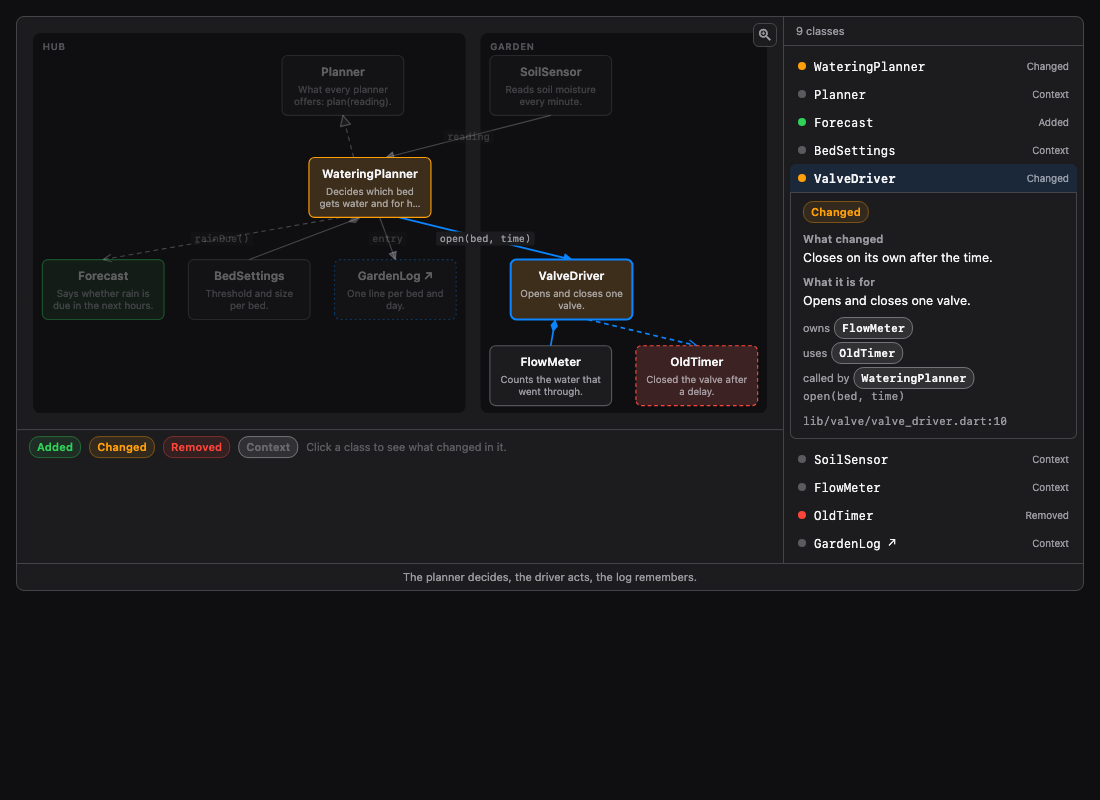 HUB
Planner
What every planner
offers: plan(reading).
GARDEN
SoilSensor
Reads soil moisture
every minute.
reading
WateringPlanner
Decides which bed
gets water and for h...
rainDue()
entry
open(bed, time)
Forecast
Says whether rain is
due in the next hours.
BedSettings
Threshold and size
per bed.
GardenLog ↗
One line per bed and
day.
ValveDriver
Opens and closes one
valve.
FlowMeter
Counts the water that
went through.
OldTimer
Closed the valve after
a delay.
Added Changed Removed Context Click a class to see what changed in it.
9 classes
WateringPlanner Changed
Planner Context
Forecast Added
BedSettings Context
ValveDriver Changed
Changed
What changed
Closes on its own after the time.
What it is for
Opens and closes one valve.
owns FlowMeter
uses OldTimer
called by WateringPlanner
open(bed, time)
lib/valve/valve_driver.dart:10
SoilSensor Context
FlowMeter Context
OldTimer Removed
GardenLog ↗ Context
The planner decides, the driver acts, the log remembers.